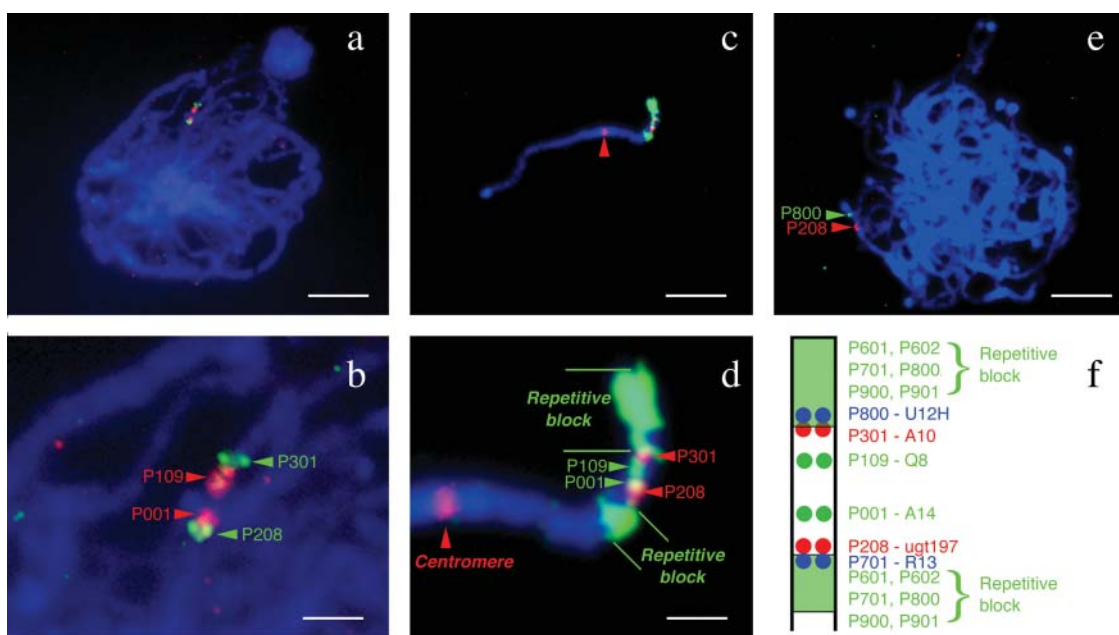 a
c
e
P800
P208
b
P301
P109
P001
P208
d
Repetitive
block
P301
P109
P001
P208
Centromere
Repetitive
block
f
P601, P602
P701, P800
P900, P901
Repetitive
block
P800 - U12H
P301 - A10
P109 - Q8
P001 - A14
P208 - ugt197
P701 - R13
P601, P602
P701, P800
P900, P901
Repetitive
block